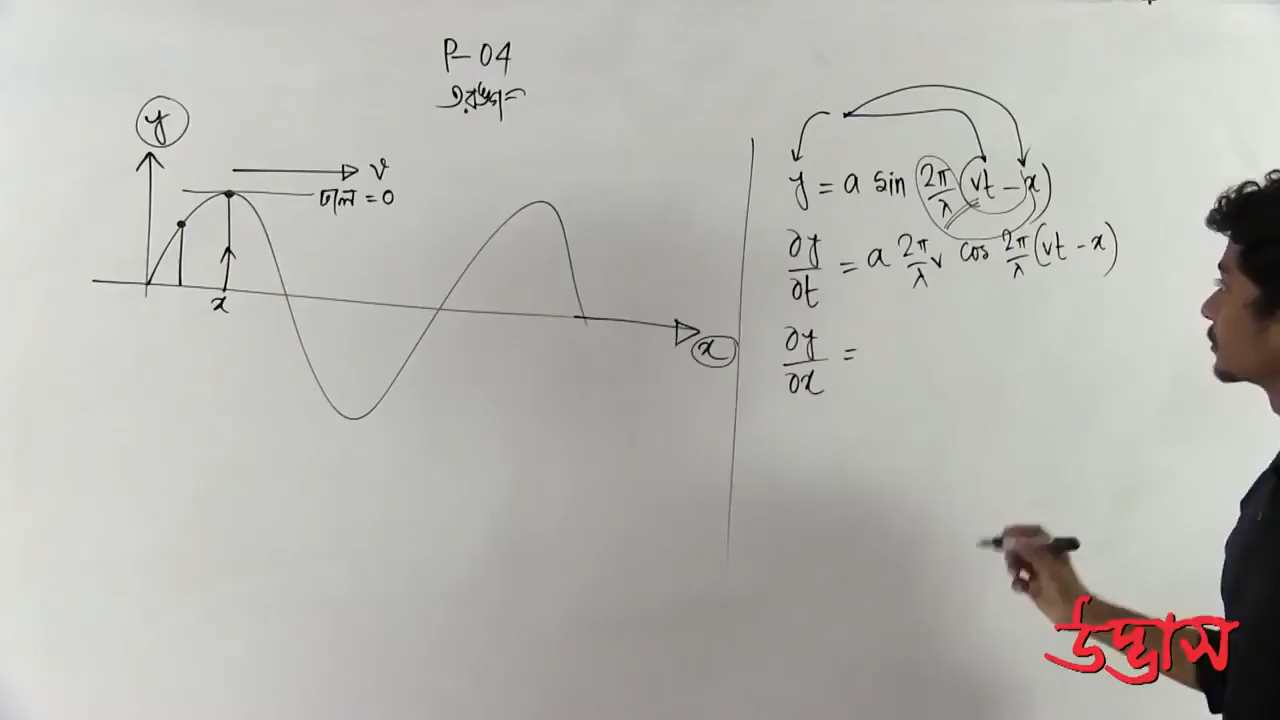 P-04
তরঙ্গ
y
v
ঢাল = 0
x
x
y = a sin 2π/λ (vt - x)
∂y/∂t = a 2π/λ v cos 2π/λ (vt - x)
∂y/∂x =
উদ্ভাস